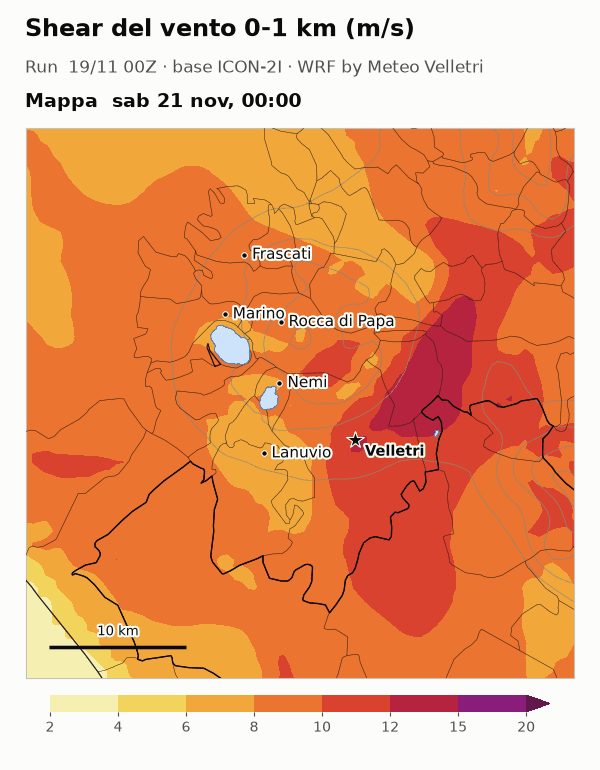 Shear del vento 0-1 km (m/s)
Run  19/11 00Z · base ICON-2I · WRF by Meteo Velletri
Mappa  sab 21 nov, 00:00
Frascati
Marino
Rocca di Papa
Nemi
Velletri
Lanuvio
10 km
2 4 6 8 10 12 15 20